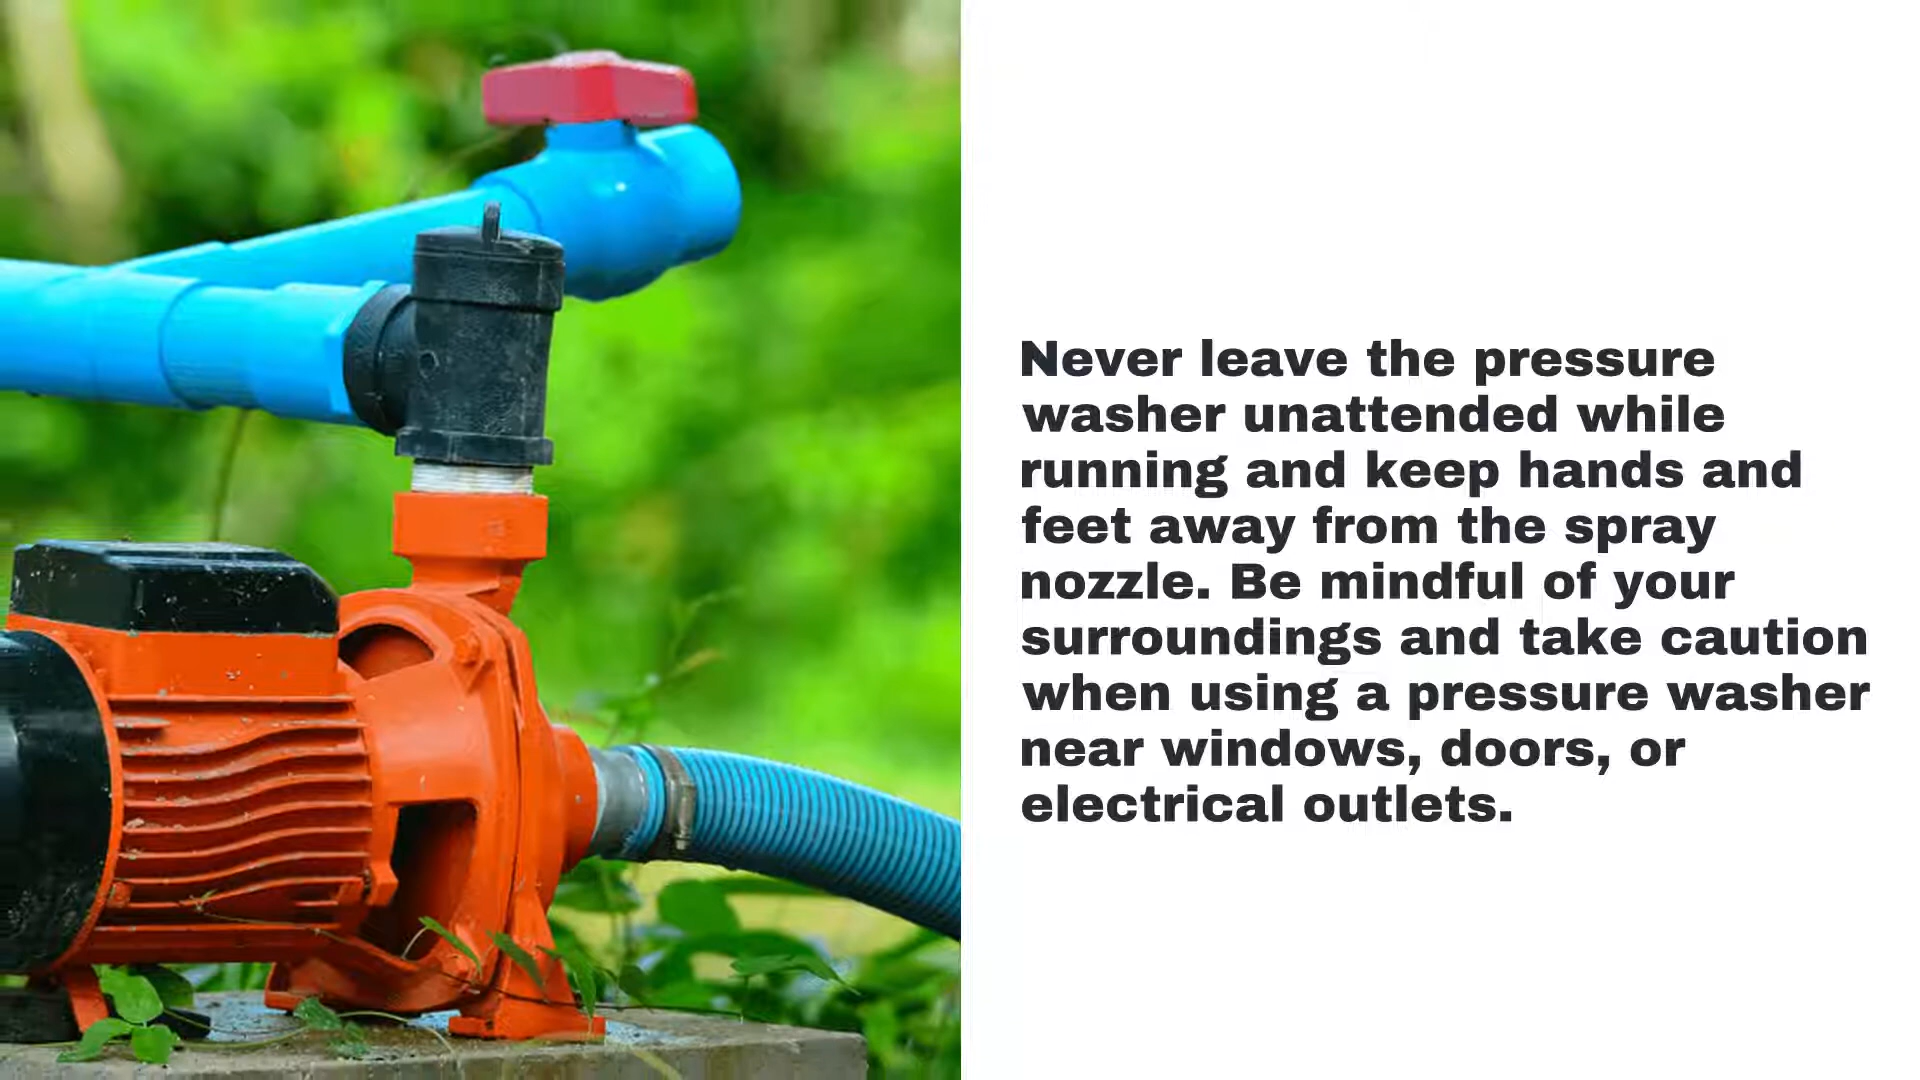 Never leave the pressure
washer unattended while
running and keep hands and
feet away from the spray
nozzle. Be mindful of your
surroundings and take caution
when using a pressure washer
near windows, doors, or
electrical outlets.